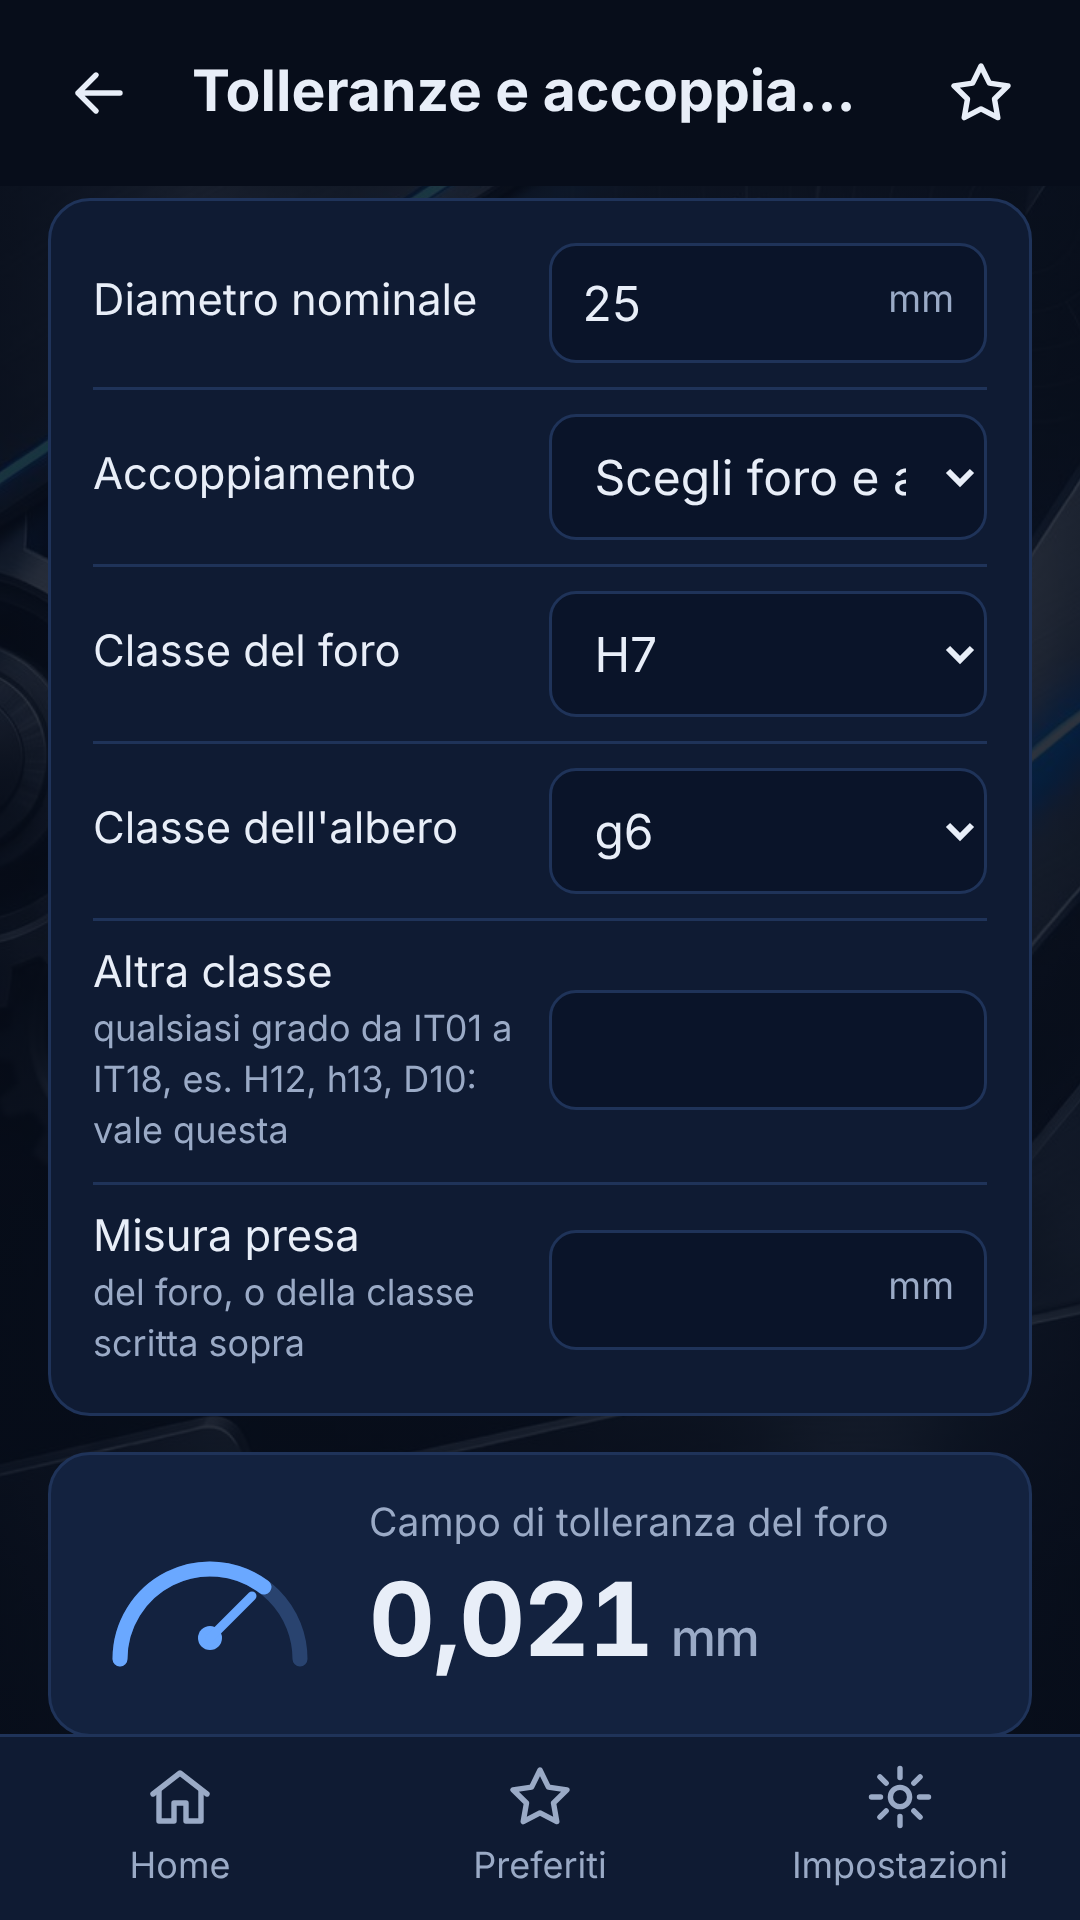 Tolleranze e accoppia...
Diametro nominale
25 mm
Accoppiamento
Scegli foro e a
Classe del foro
H7
Classe dell'albero
g6
Altra classe
qualsiasi grado da IT01 a
IT18, es. H12, h13, D10:
vale questa
Misura presa
del foro, o della classe
scritta sopra
mm
Campo di tolleranza del foro
0,021 mm
Home
Preferiti
Impostazioni